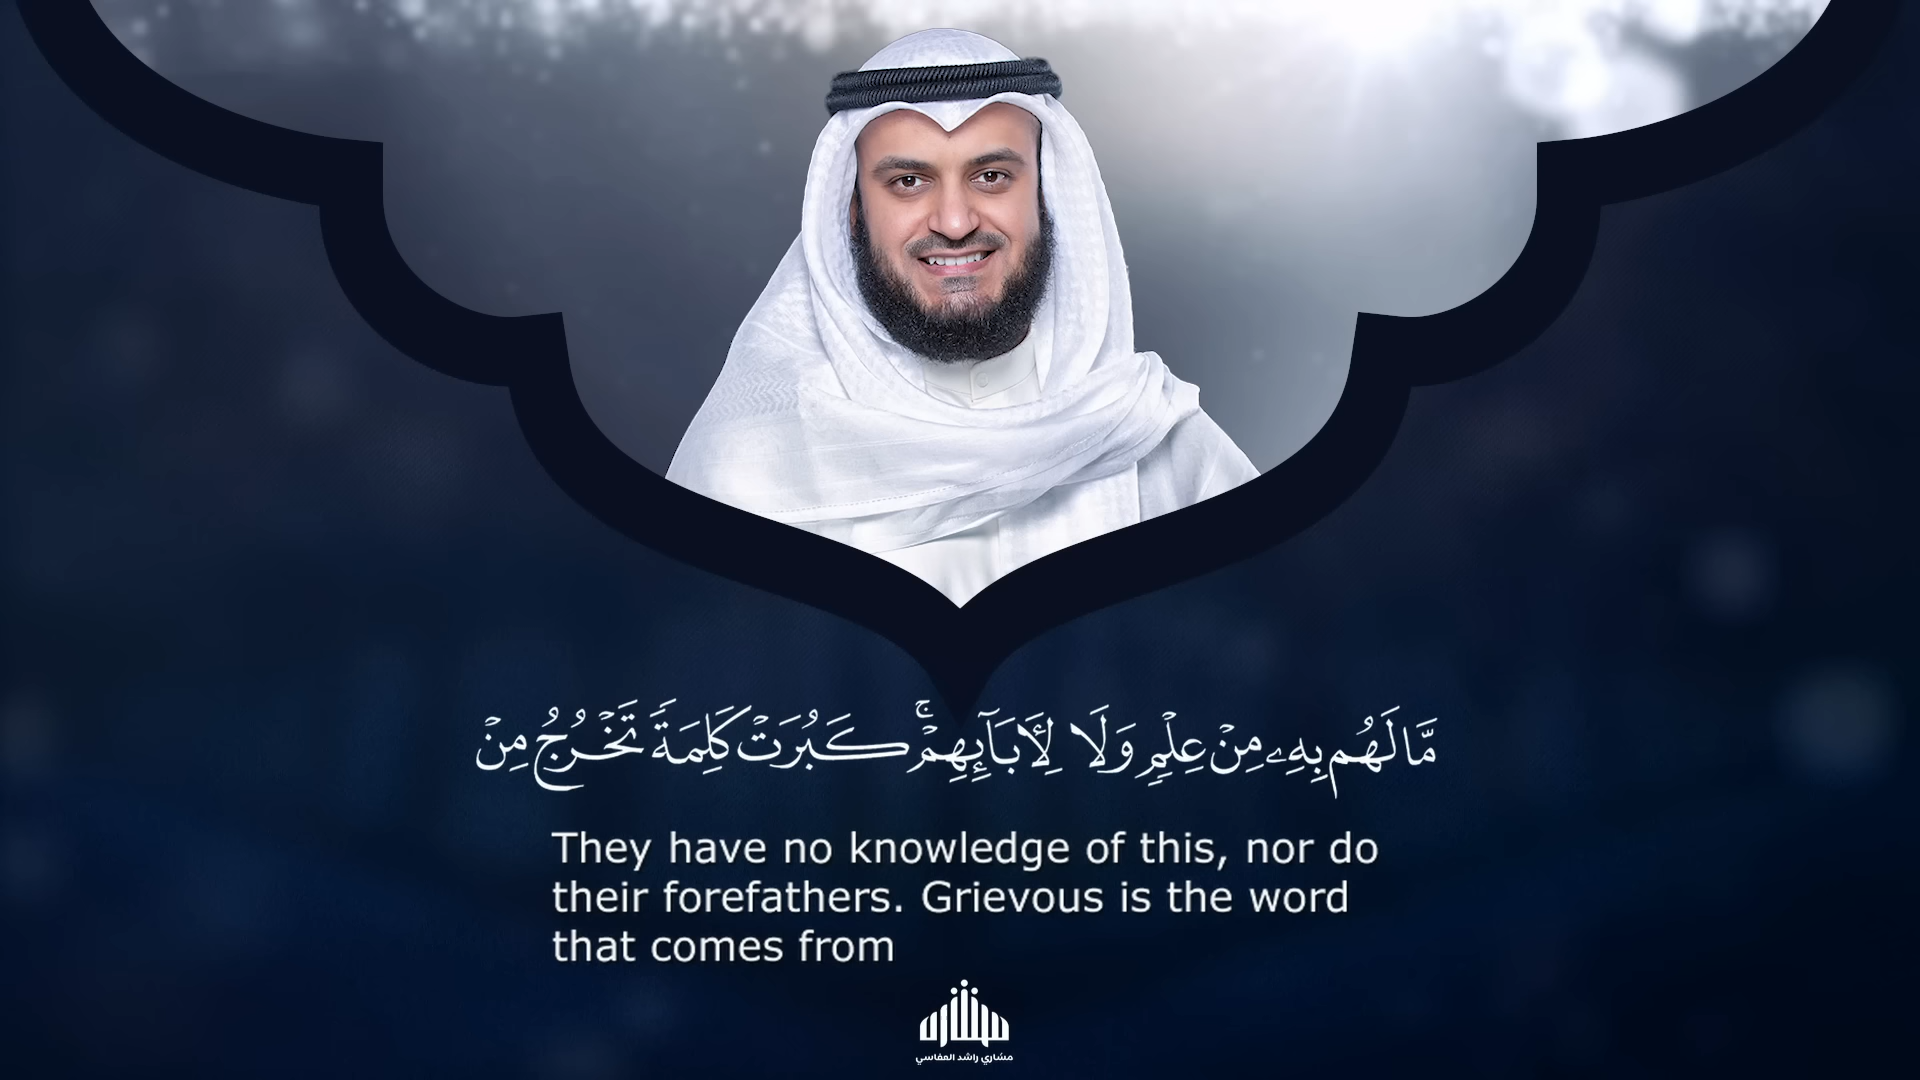 مَّا لَهُم بِهِۦ مِنْ عِلْمٍ وَلَا لِأَبَآئِهِمْ ۚ كَبُرَتْ كَلِمَةً تَخْرُجُ مِنْ
They have no knowledge of this, nor do
their forefathers. Grievous is the word
that comes from
مشاري راشد العفاسي